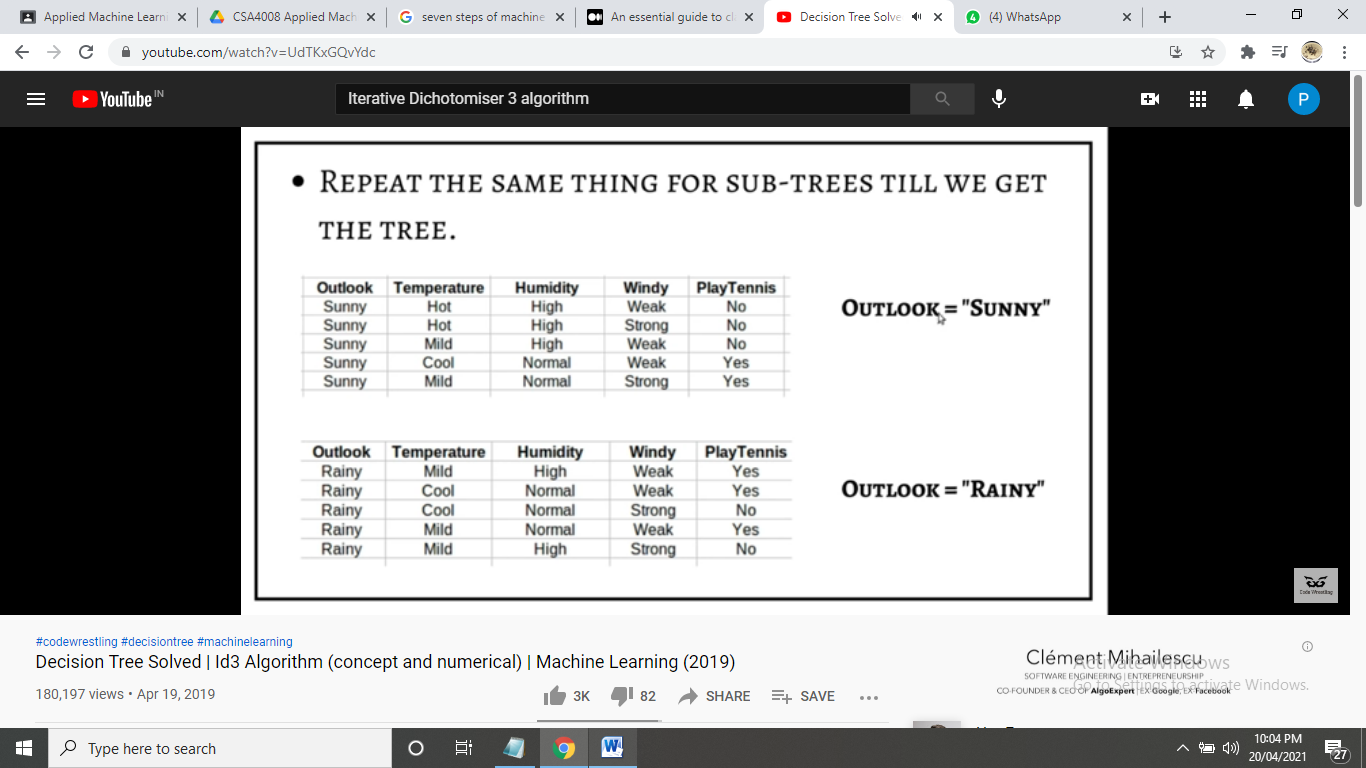 Applied Machine Learni
CSA4008 Applied Mach
seven steps of machine
An essential guide to cl
Decision Tree Solve
(4) WhatsApp
youtube.com/watch?v=UdTKxGQvYdc
YouTube IN
Iterative Dichotomiser 3 algorithm
P
• REPEAT THE SAME THING FOR SUB-TREES TILL WE GET
THE TREE.
Outlook Temperature Humidity Windy PlayTennis
Sunny Hot High Weak No
Sunny Hot High Strong No
Sunny Mild High Weak No
Sunny Cool Normal Weak Yes
Sunny Mild Normal Strong Yes
OUTLOOK = "SUNNY"
Outlook Temperature Humidity Windy PlayTennis
Rainy Mild High Weak Yes
Rainy Cool Normal Weak Yes
Rainy Cool Normal Strong No
Rainy Mild Normal Weak Yes
Rainy Mild High Strong No
OUTLOOK = "RAINY"
Code Wrestling
#codewrestling #decisiontree #machinelearning
Decision Tree Solved | Id3 Algorithm (concept and numerical) | Machine Learning (2019)
180,197 views • Apr 19, 2019
3K
82
SHARE
SAVE
Clément Mihailescu
SOFTWARE ENGINEERING | ENTREPRENEURSHIP
CO-FOUNDER & CEO OF AlgoExpert | EX Google, EX Facebook
Activate Windows
Go to Settings to activate Windows.
Type here to search
10:04 PM
20/04/2021
27